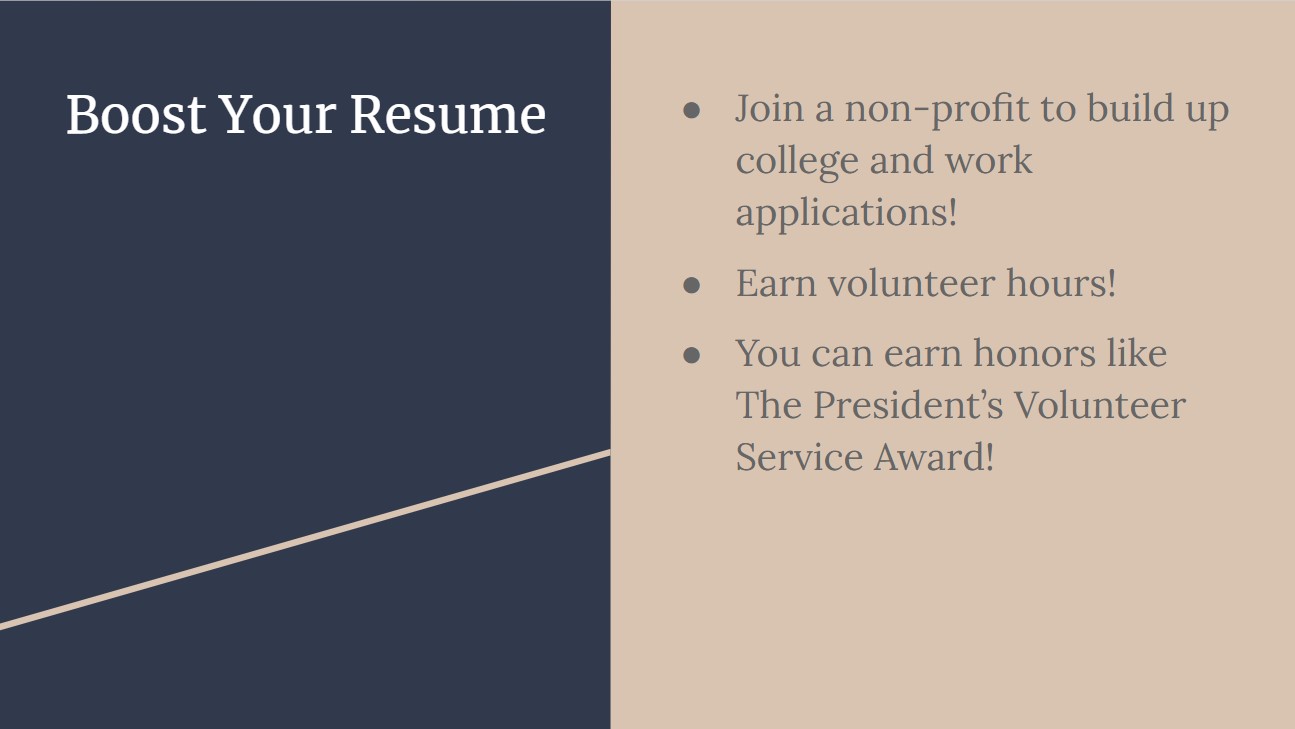 Boost Your Resume
● Join a non-profit to build up
college and work
applications!
● Earn volunteer hours!
● You can earn honors like
The President’s Volunteer
Service Award!